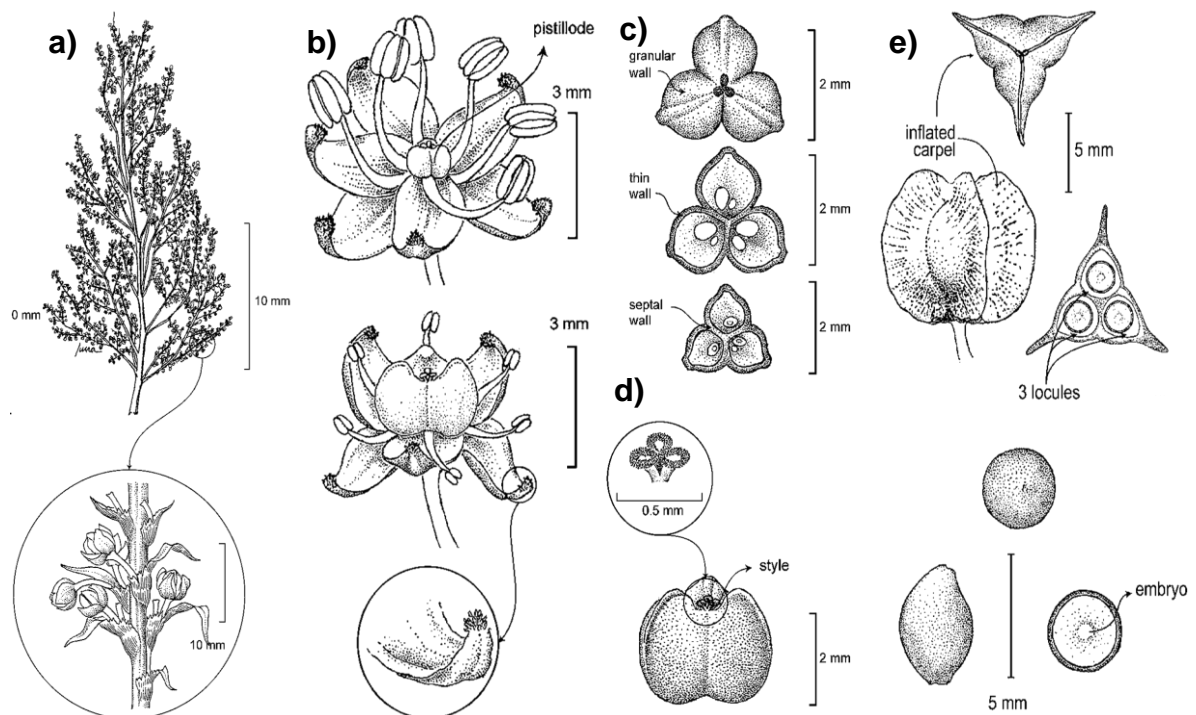 a)
10 mm
0 mm
10 mm
b)
pistillode
3 mm
3 mm
c)
granular
wall
2 mm
thin
wall
2 mm
septal
wall
2 mm
d)
0.5 mm
style
2 mm
e)
inflated
carpel
5 mm
3 locules
embryo
5 mm